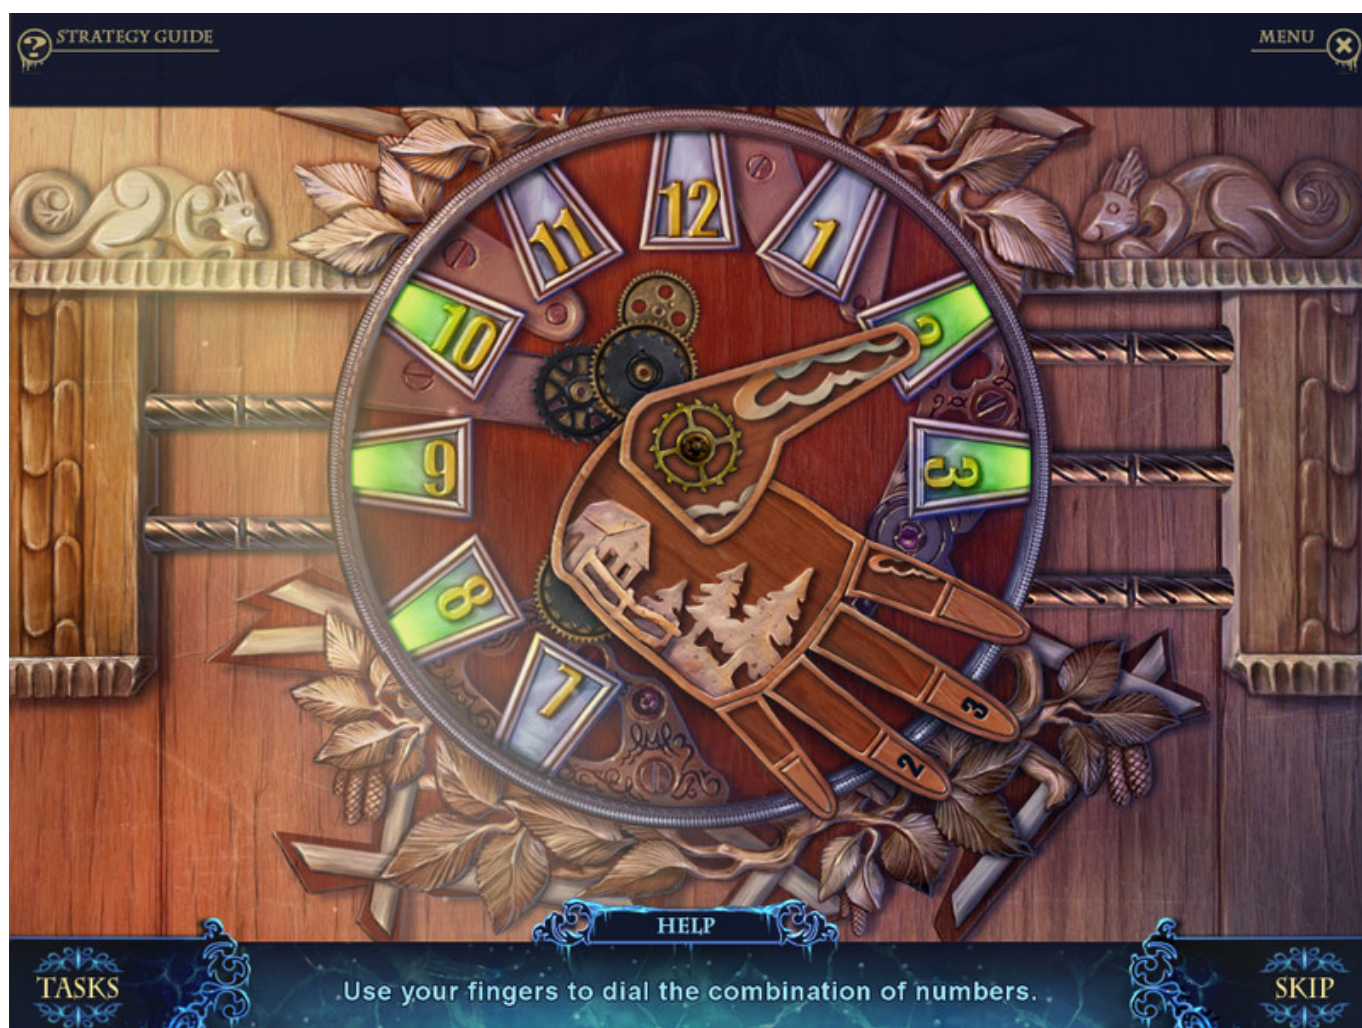 STRATEGY GUIDE
MENU
12
11
1
10
2
9
3
8
7
3
2
HELP
TASKS
Use your fingers to dial the combination of numbers.
SKIP